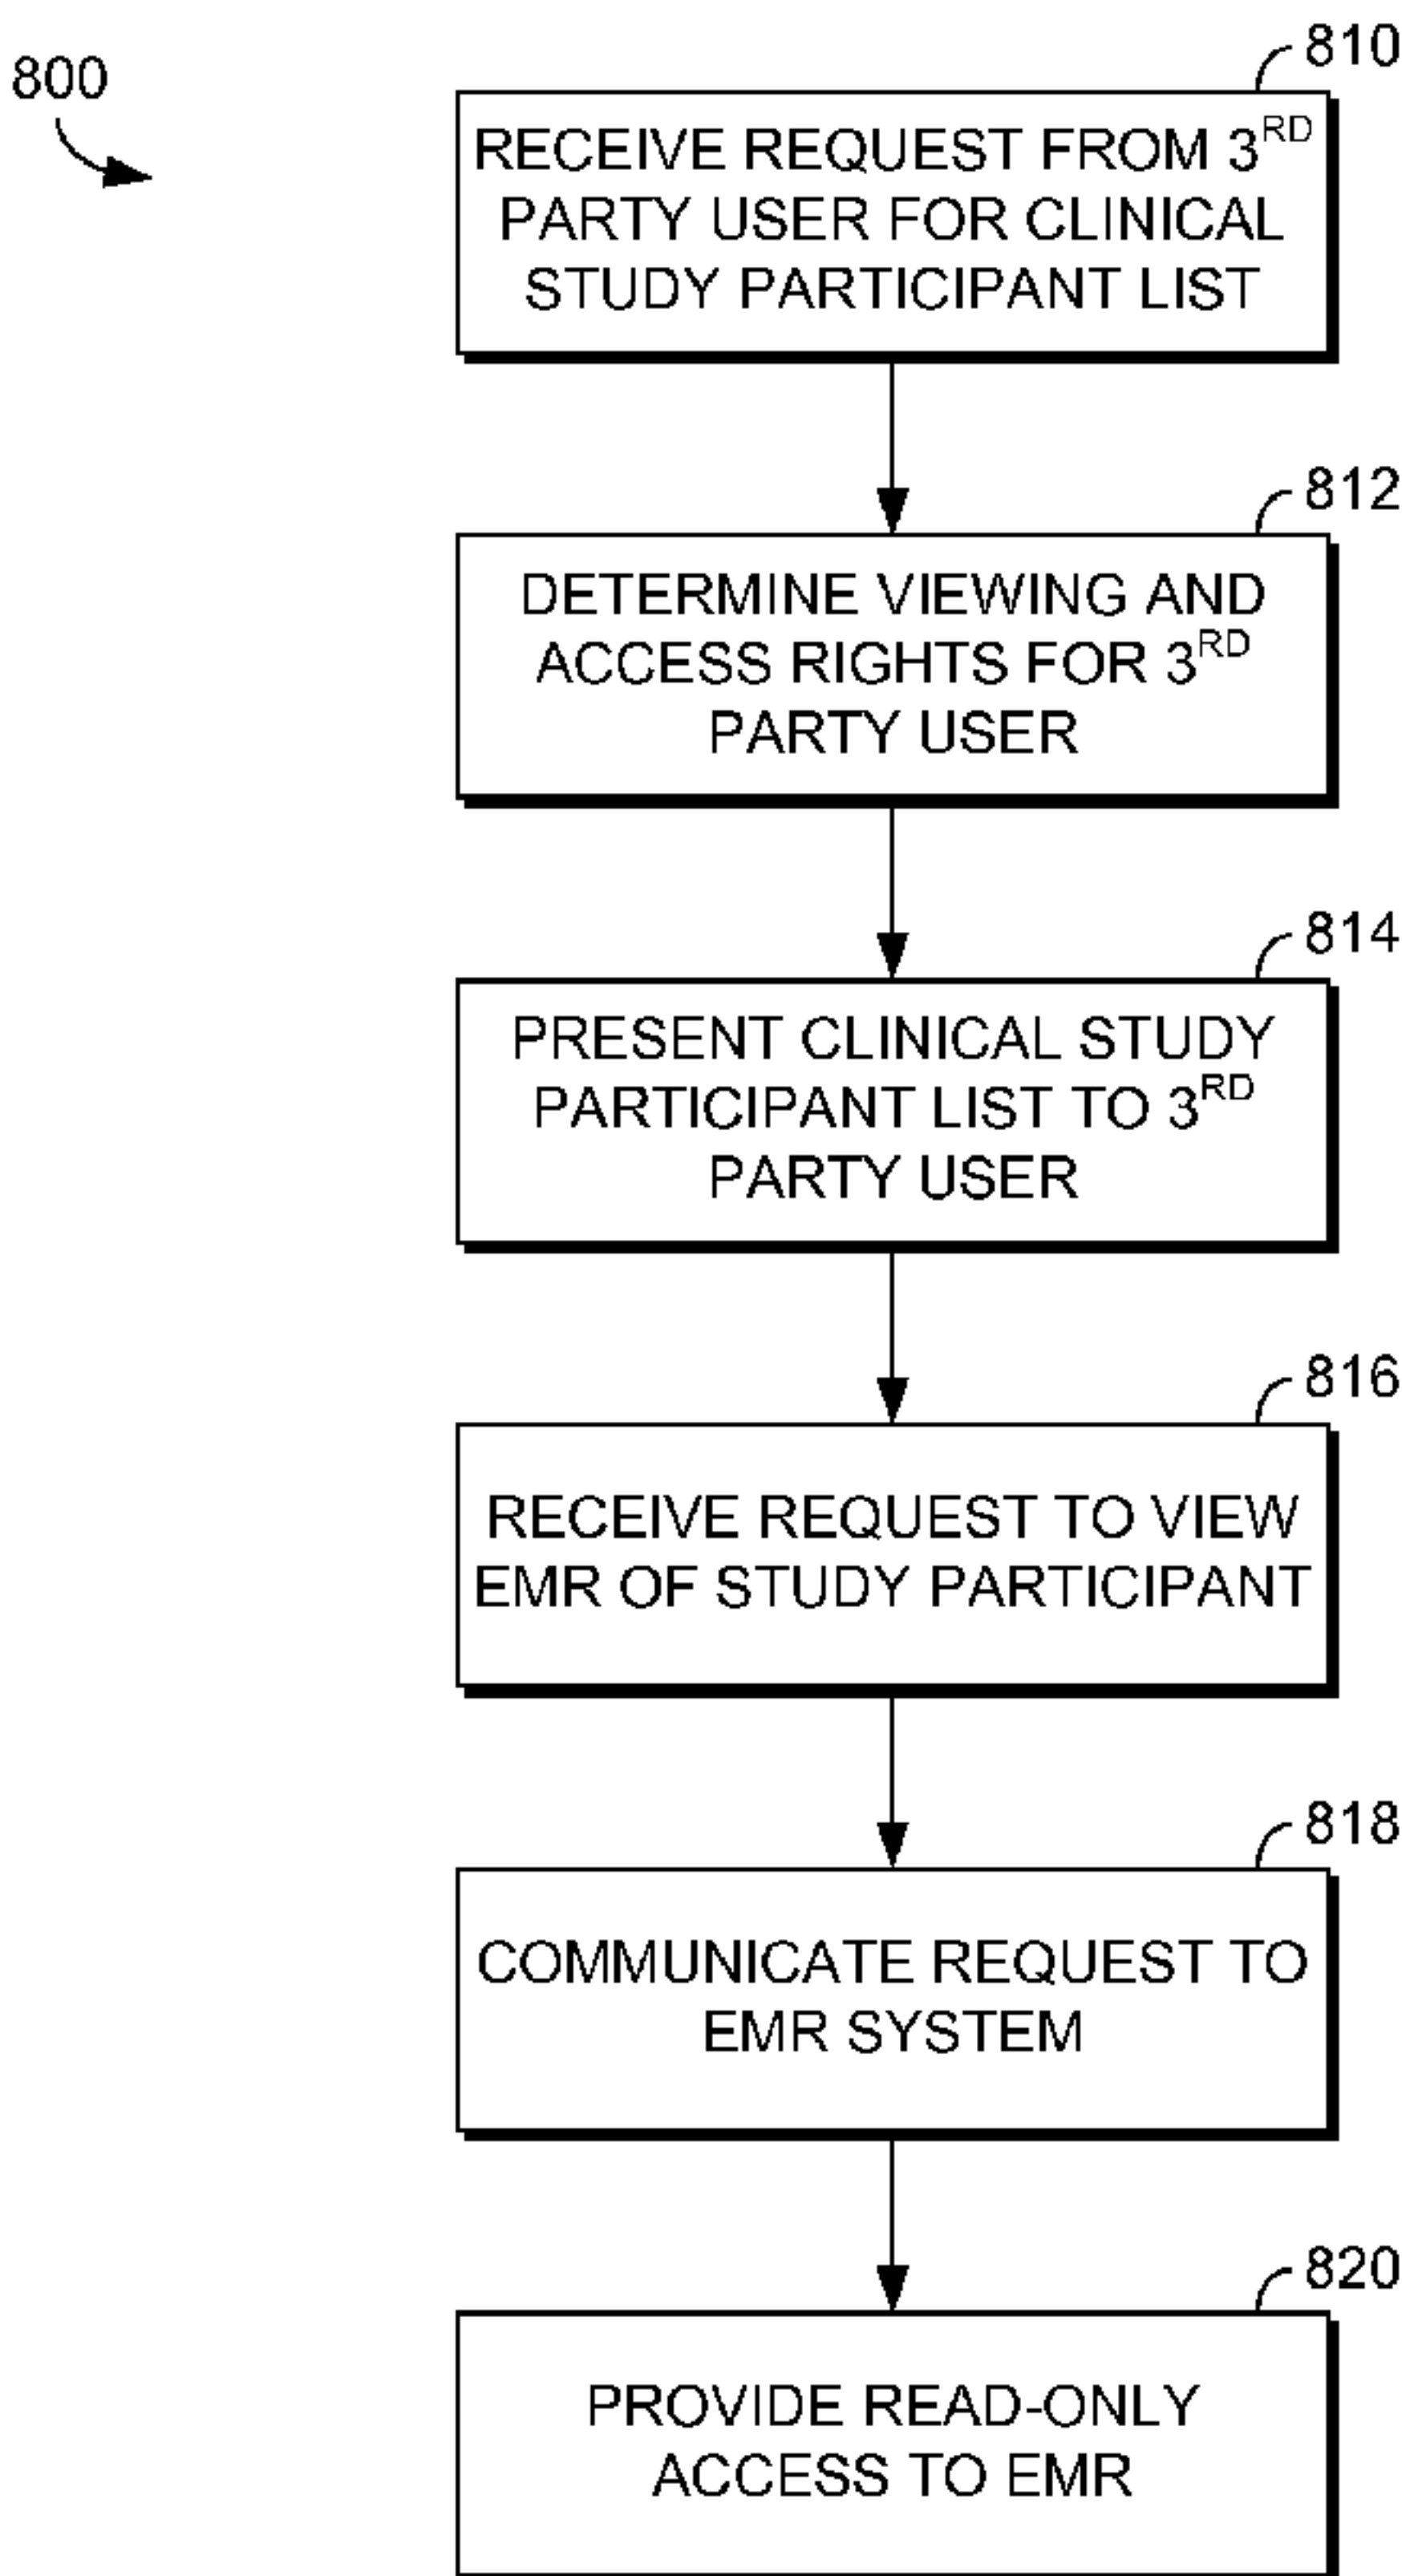 800
810
RECEIVE REQUEST FROM 3RD
PARTY USER FOR CLINICAL
STUDY PARTICIPANT LIST
812
DETERMINE VIEWING AND
ACCESS RIGHTS FOR 3RD
PARTY USER
814
PRESENT CLINICAL STUDY
PARTICIPANT LIST TO 3RD
PARTY USER
816
RECEIVE REQUEST TO VIEW
EMR OF STUDY PARTICIPANT
818
COMMUNICATE REQUEST TO
EMR SYSTEM
820
PROVIDE READ-ONLY
ACCESS TO EMR